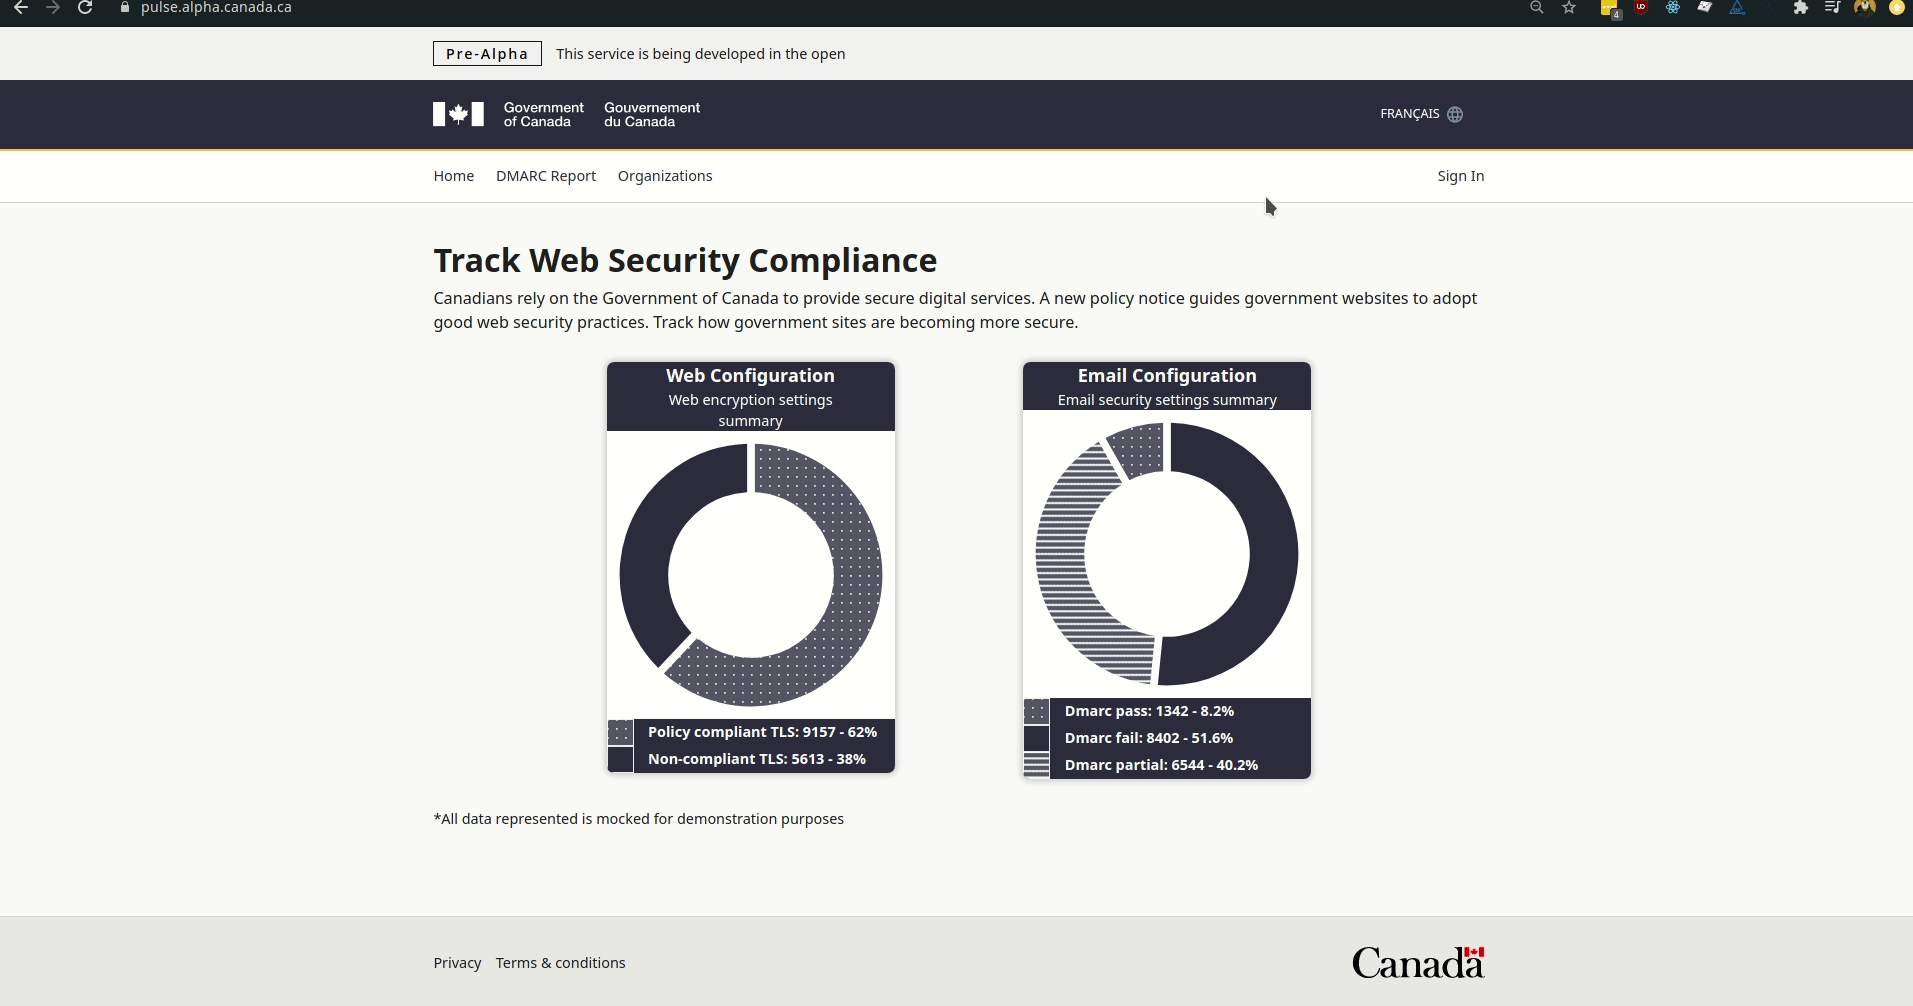 pulse.alpha.canada.ca
4
Pre-Alpha This service is being developed in the open
Government of Canada
Gouvernement du Canada
FRANÇAIS
Home DMARC Report Organizations Sign In
Track Web Security Compliance
Canadians rely on the Government of Canada to provide secure digital services. A new policy notice guides government websites to adopt
good web security practices. Track how government sites are becoming more secure.
Web Configuration
Web encryption settings
summary
Policy compliant TLS: 9157 - 62%
Non-compliant TLS: 5613 - 38%
Email Configuration
Email security settings summary
Dmarc pass: 1342 - 8.2%
Dmarc fail: 8402 - 51.6%
Dmarc partial: 6544 - 40.2%
*All data represented is mocked for demonstration purposes
Privacy Terms & conditions
Canada